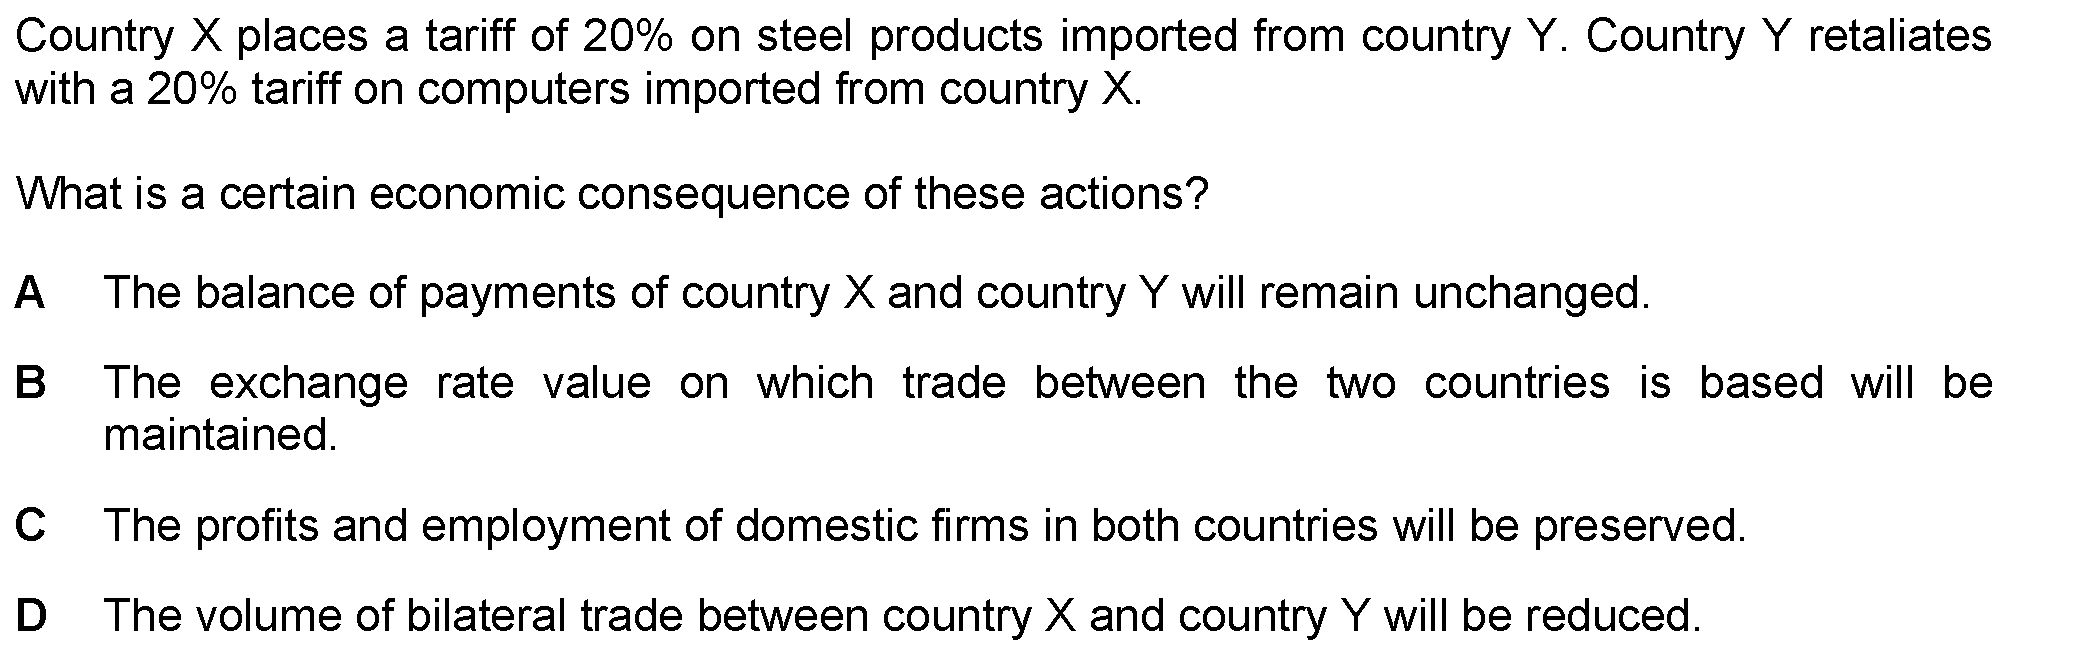 Country X places a tariff of 20% on steel products imported from country Y. Country Y retaliates
with a 20% tariff on computers imported from country X.
What is a certain economic consequence of these actions?
A The balance of payments of country X and country Y will remain unchanged.
B The exchange rate value on which trade between the two countries is based will be
maintained.
C The profits and employment of domestic firms in both countries will be preserved.
D The volume of bilateral trade between country X and country Y will be reduced.